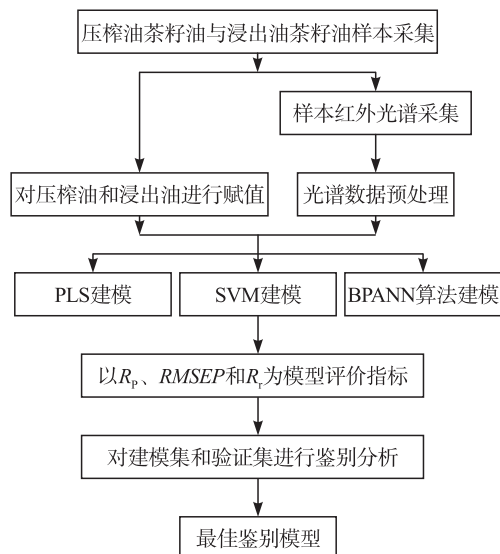 压榨油茶籽油与浸出油茶籽油样本采集
样本红外光谱采集
对压榨油和浸出油进行赋值
光谱数据预处理
PLS建模
SVM建模
BPANN算法建模
以RP、RMSEP和Rr为模型评价指标
对建模集和验证集进行鉴别分析
最佳鉴别模型